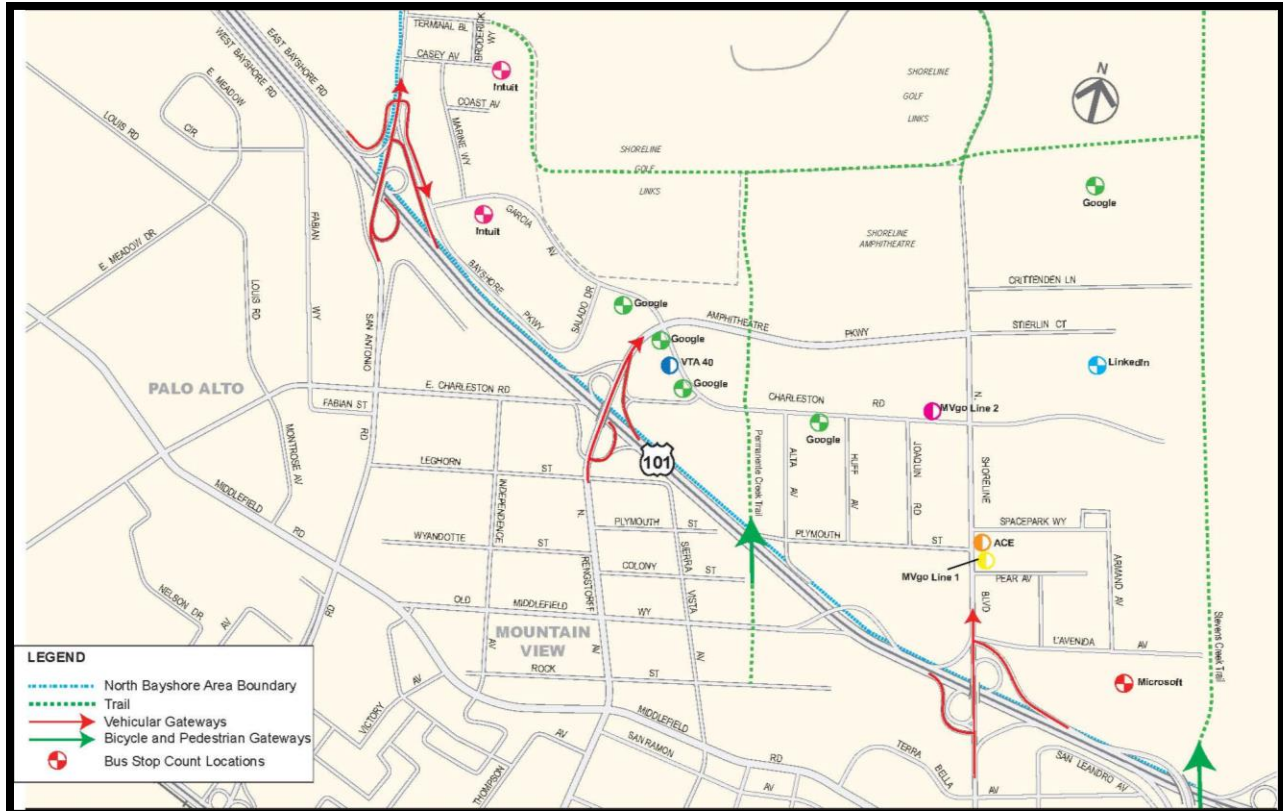 TERMINAL BL
BRODERICK WY
CASEY AV
EAST BAYSHORE RD
WEST BAYSHORE RD
E. MEADOW
CIR
LOUIS RD
Intuit
COAST AV
MARINE WY
SHORELINE
GOLF
LINKS
N
SHORELINE
GOLF
LINKS
Google
FABIAN
WY
Intuit
GARCIA
AV
SHORELINE
AMPHITHEATRE
E. MEADOW DR
LOUIS RD
BAYSHORE
PKWY
SALADO DR
CRITTENDEN LN
Google
SAN ANTONIO
RD
AMPHITHEATRE
PKWY
STIERLIN CT
Google
VTA 40
LinkedIn
PALO ALTO
E. CHARLESTON RD
Google
FABIAN ST
CHARLESTON
RD
MVgo Line 2
N.
Google
MONTROSE AV
Permanente Creek Trail
ALTA
AV
HUFF
AV
JOAQUIN
RD
SHORELINE
101
LEGHORN
ST
MIDDLEFIELD
RD
INDEPENDENCE
AV
N.
PLYMOUTH
ST
SPACEPARK WY
WYANDOTTE
ST
PLYMOUTH
ST
ACE
MVgo Line 1
PEAR AV
ARMAND AV
COLONY
ST
RENGSTORFF
AV
SIERRA
VISTA
AV
BLVD
NELSON DR
AV
RD
OLD
MIDDLEFIELD
WY
MOUNTAIN
VIEW
L'AVENIDA
AV
Stevens Creek Trail
ROCK
ST
Microsoft
VICTORY
AV
MIDDLEFIELD
RD
SAN RAMON
AV
AV
THOMPSON
AV
TERRA
BELLA
AV
SAN LEANDRO AV
LEGEND
North Bayshore Area Boundary
Trail
Vehicular Gateways
Bicycle and Pedestrian Gateways
Bus Stop Count Locations